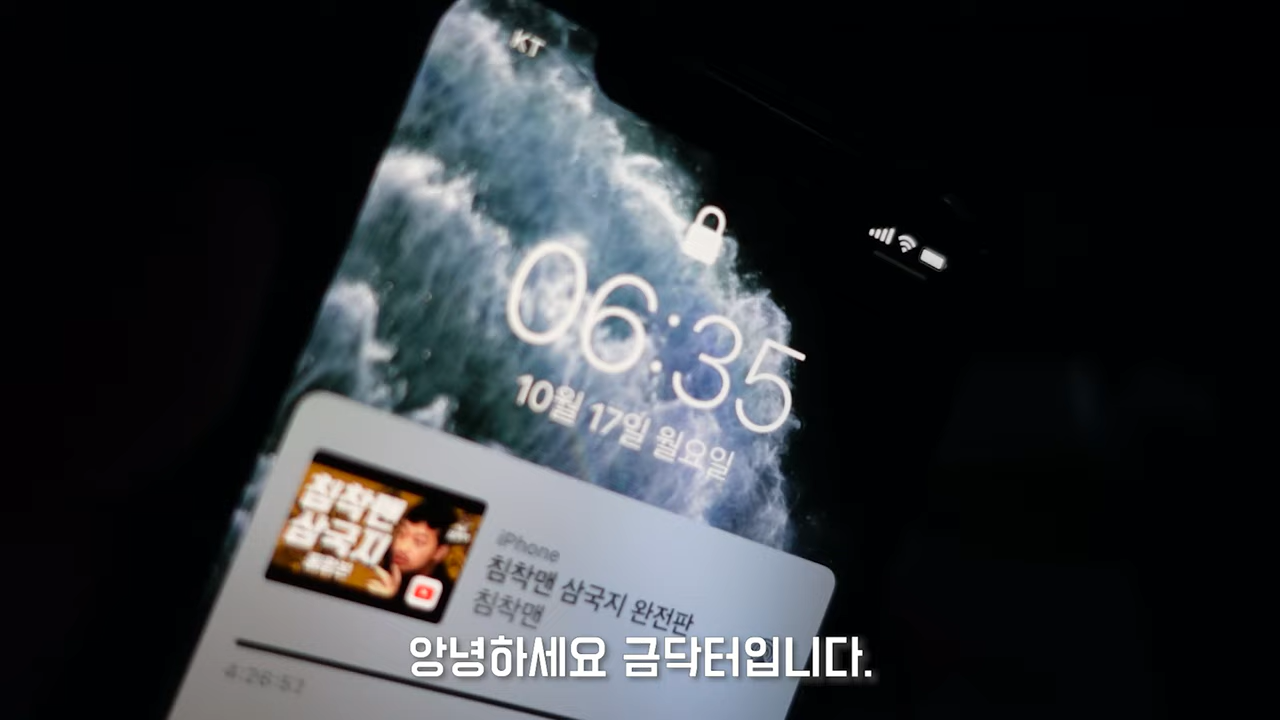 KT
06:35
10월 17일 월요일
침착맨
삼국지
iPhone
침착맨 삼국지 완전판
침착맨
4:26:51
안녕하세요 금닥터입니다.